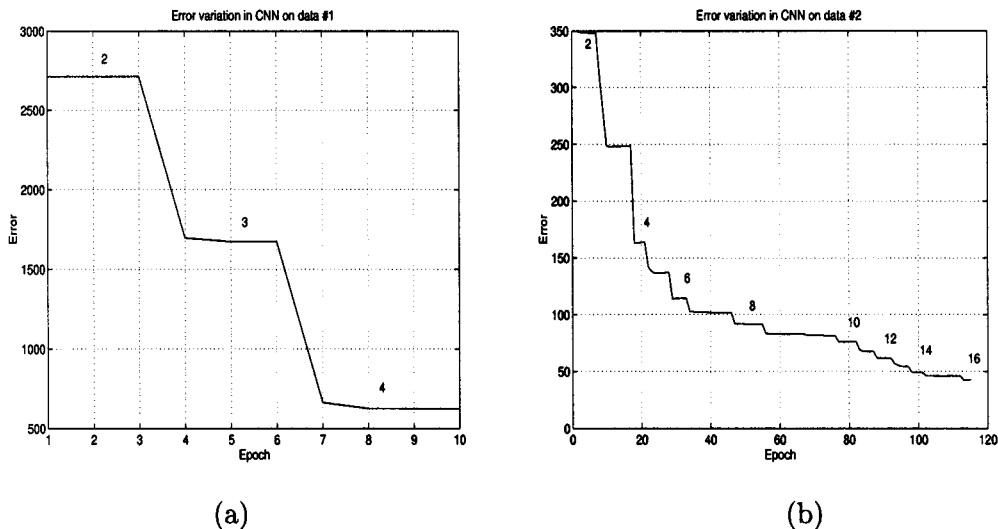 Error variation in CNN on data #1
3000
2500
2000
1500
1000
500
Error
2
3
4
1 2 3 4 5 6 7 8 9 10
Epoch
(a)
Error variation in CNN on data #2
350
300
250
200
150
100
50
0
Error
2
4
6
8
10
12
14
16
0 20 40 60 80 100 120
Epoch
(b)